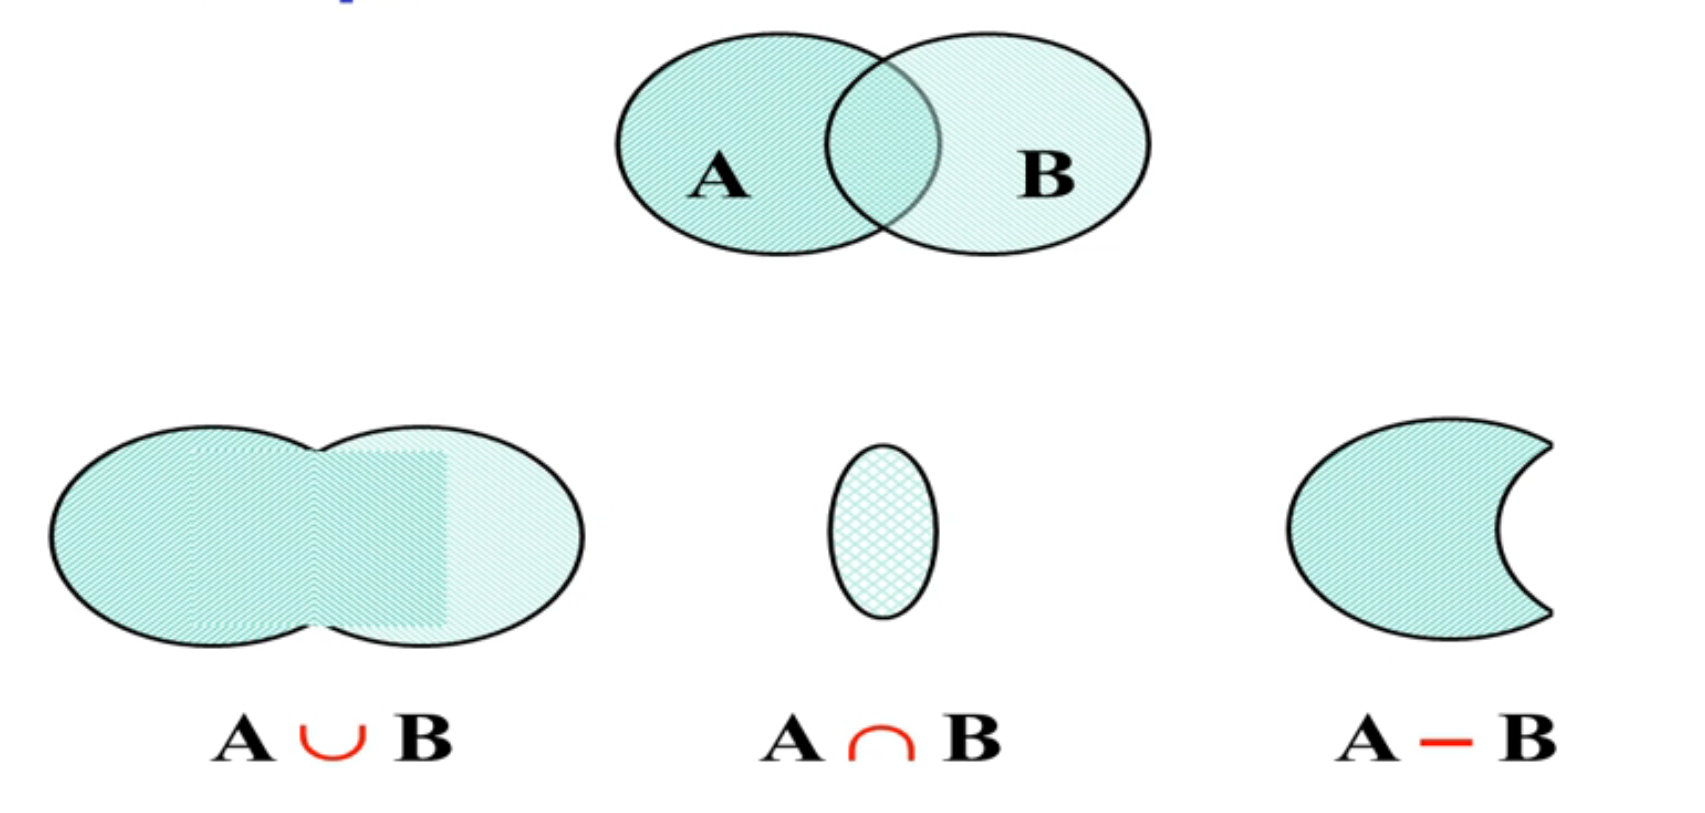 A B
A ∪ B
A ∩ B
A − B